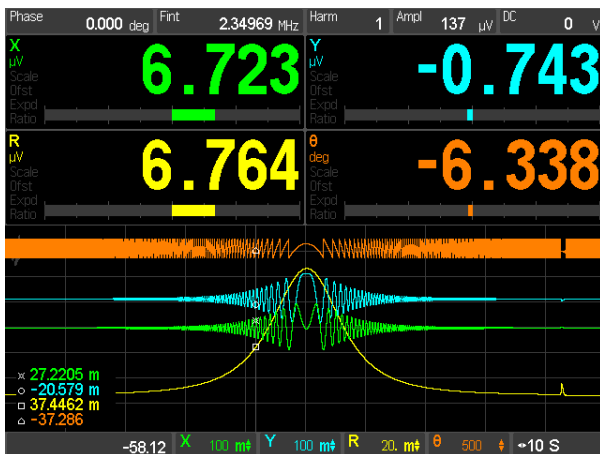 Phase 0.000 deg Fint 2.34969 MHz Harm 1 Ampl 137 µV DC 0 V
X Y
µV 6.723 µV -0.743
Scale Scale
Ofst Ofst
Expd Expd
Ratio Ratio
R θ
µV 6.764 deg -6.338
Scale Scale
Ofst Ofst
Expd Expd
Ratio Ratio
27.2205 m
-20.579 m
37.4462 m
-37.286
-58.12 X 100 m Y 100 m R 20. m θ 500 10 S